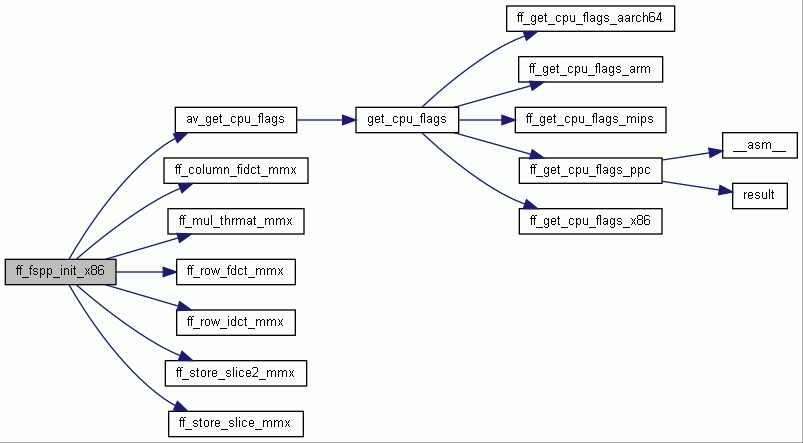 ff_get_cpu_flags_aarch64
ff_get_cpu_flags_arm
av_get_cpu_flags
get_cpu_flags
ff_get_cpu_flags_mips
__asm__
ff_column_fidct_mmx
ff_get_cpu_flags_ppc
result
ff_mul_thrmat_mmx
ff_get_cpu_flags_x86
ff_fspp_init_x86
ff_row_fdct_mmx
ff_row_idct_mmx
ff_store_slice2_mmx
ff_store_slice_mmx